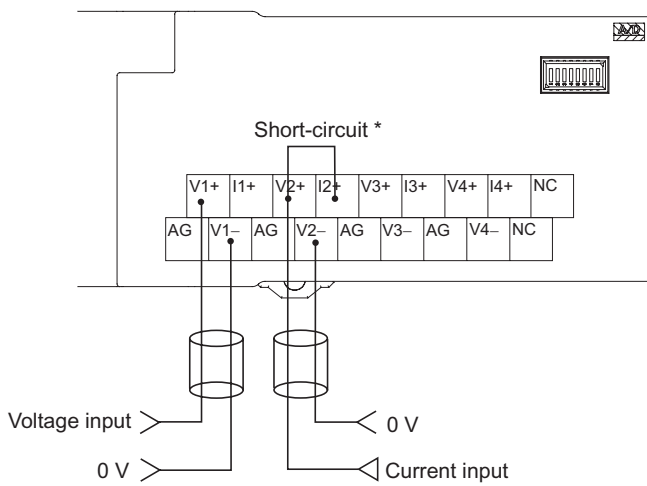 A/D
Short-circuit *
V1+ I1+ V2+ I2+ V3+ I3+ V4+ I4+ NC
AG V1– AG V2– AG V3– AG V4– NC
Voltage input
0 V
0 V
Current input